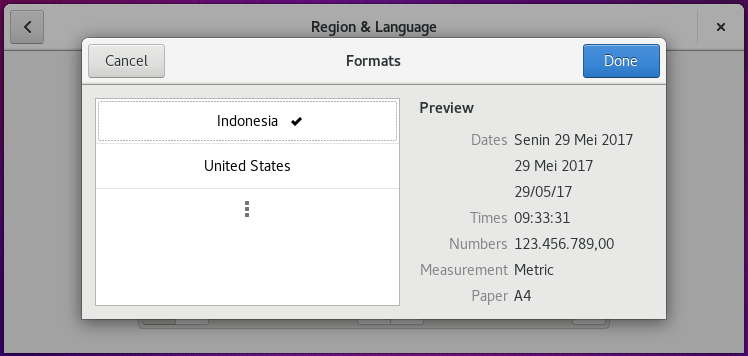 Region & Language
Cancel
Formats
Done
Indonesia
United States
Preview
Dates Senin 29 Mei 2017
29 Mei 2017
29/05/17
Times 09:33:31
Numbers 123.456.789,00
Measurement Metric
Paper A4